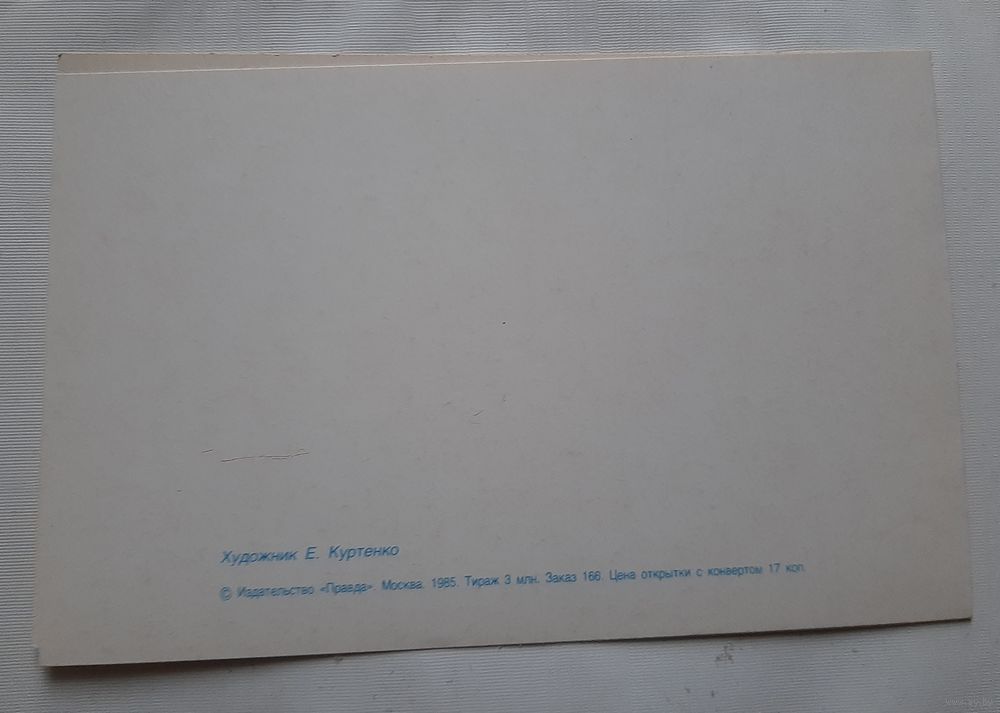 Художник Е. Куртенко
© Издательство «Правда». Москва. 1985. Тираж 3 млн. Заказ 166. Цена открытки с конвертом 17 коп.